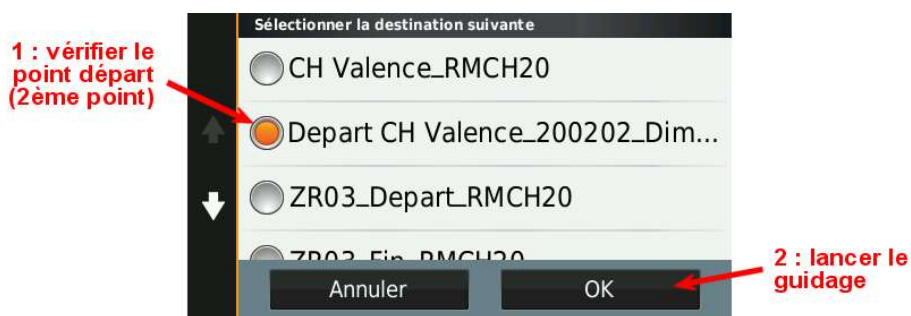 Sélectionner la destination suivante
1 : vérifier le
point départ
(2ème point)
CH Valence_RMCH20
Depart CH Valence_200202_Dim...
ZR03_Depart_RMCH20
ZR03_Fin_RMCH20
Annuler
OK
2 : lancer le
guidage